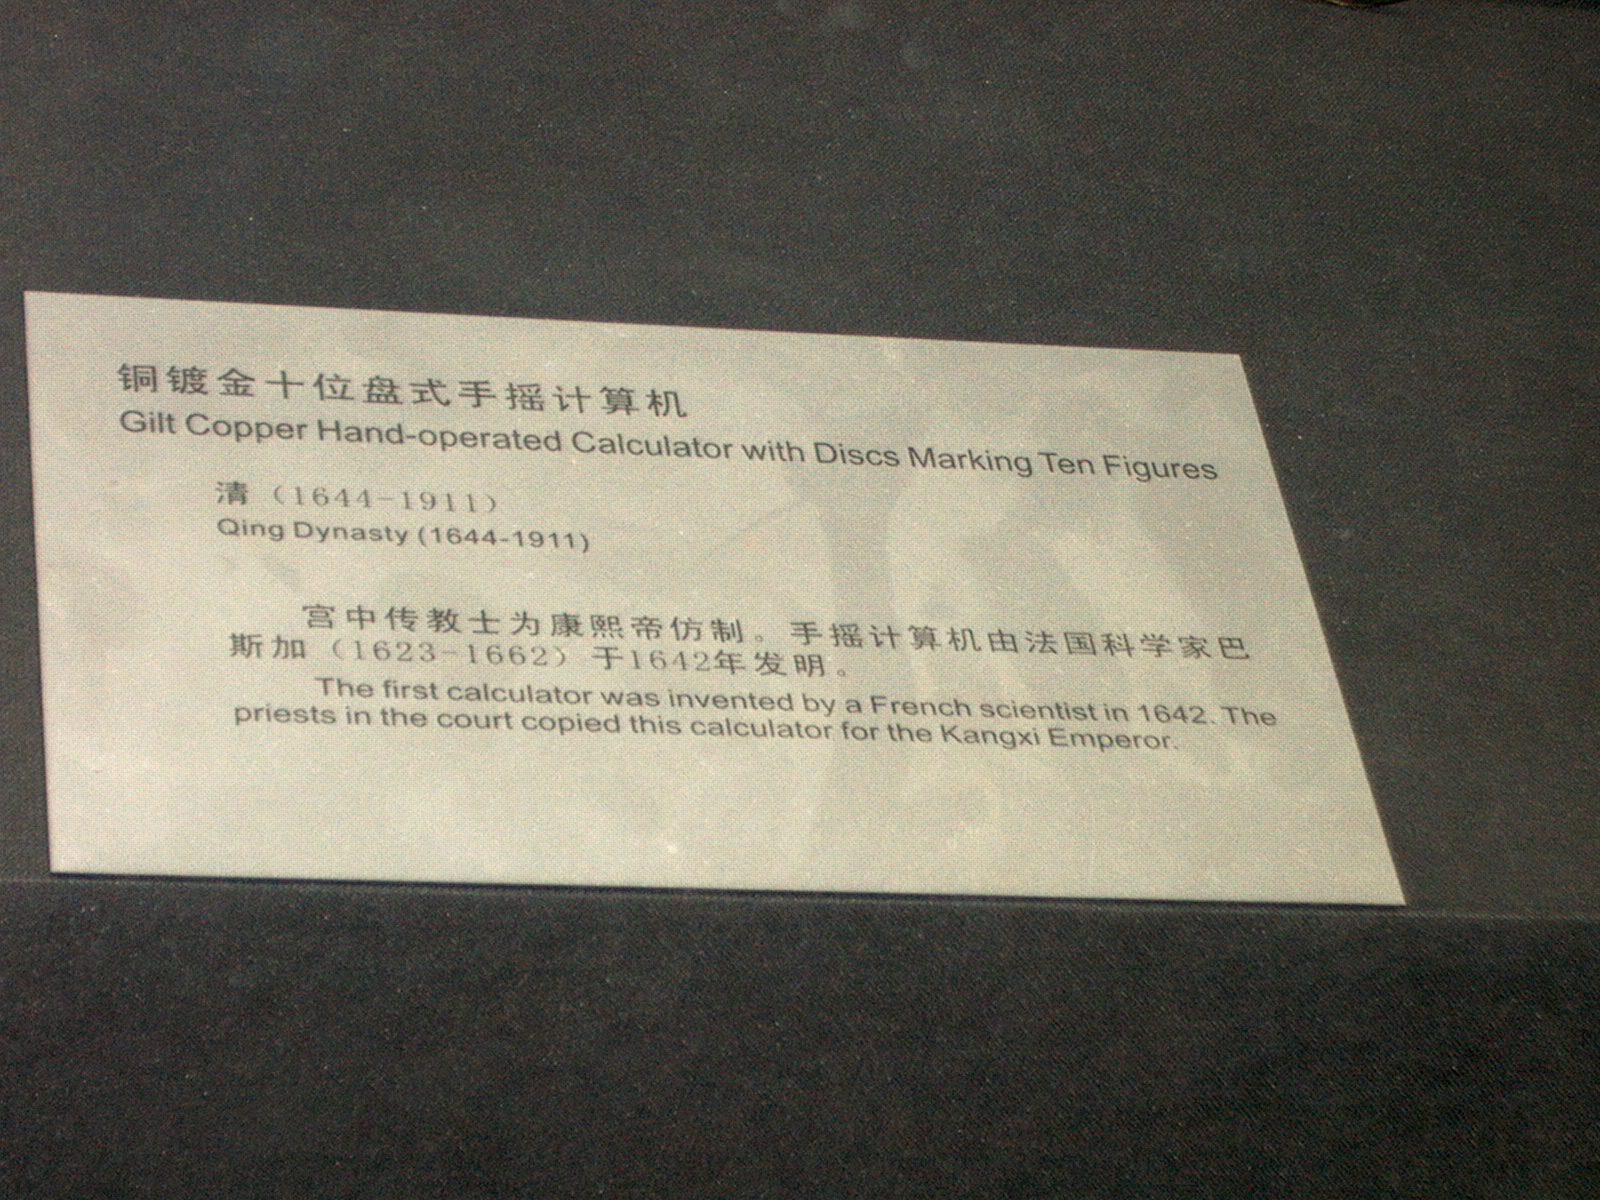 铜镀金十位盘式手摇计算机
Gilt Copper Hand-operated Calculator with Discs Marking Ten Figures
清（1644-1911）
Qing Dynasty (1644-1911)
宫中传教士为康熙帝仿制。手摇计算机由法国科学家巴
斯加（1623-1662）于1642年发明。
The first calculator was invented by a French scientist in 1642. The
priests in the court copied this calculator for the Kangxi Emperor.